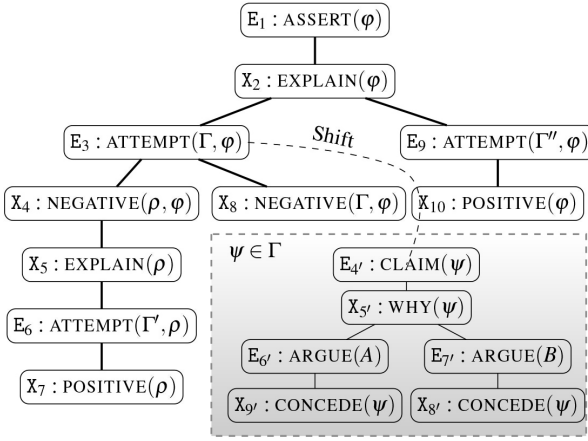 E₁ : ASSERT(φ)
X₂ : EXPLAIN(φ)
E₃ : ATTEMPT(Γ, φ)
Shift
E₉ : ATTEMPT(Γ′′, φ)
X₄ : NEGATIVE(ρ, φ)
X₈ : NEGATIVE(Γ, φ)
X₁₀ : POSITIVE(φ)
ψ ∈ Γ
X₅ : EXPLAIN(ρ)
E₄′ : CLAIM(ψ)
X₅′ : WHY(ψ)
E₆ : ATTEMPT(Γ′, ρ)
E₆′ : ARGUE(A)
E₇′ : ARGUE(B)
X₇ : POSITIVE(ρ)
X₉′ : CONCEDE(ψ)
X₈′ : CONCEDE(ψ)